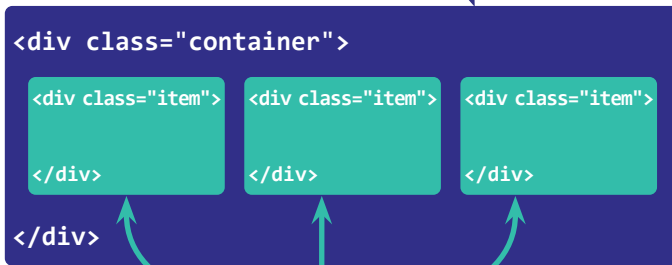 <div class="container">
<div class="item"> <div class="item"> <div class="item">
</div> </div> </div>
</div>